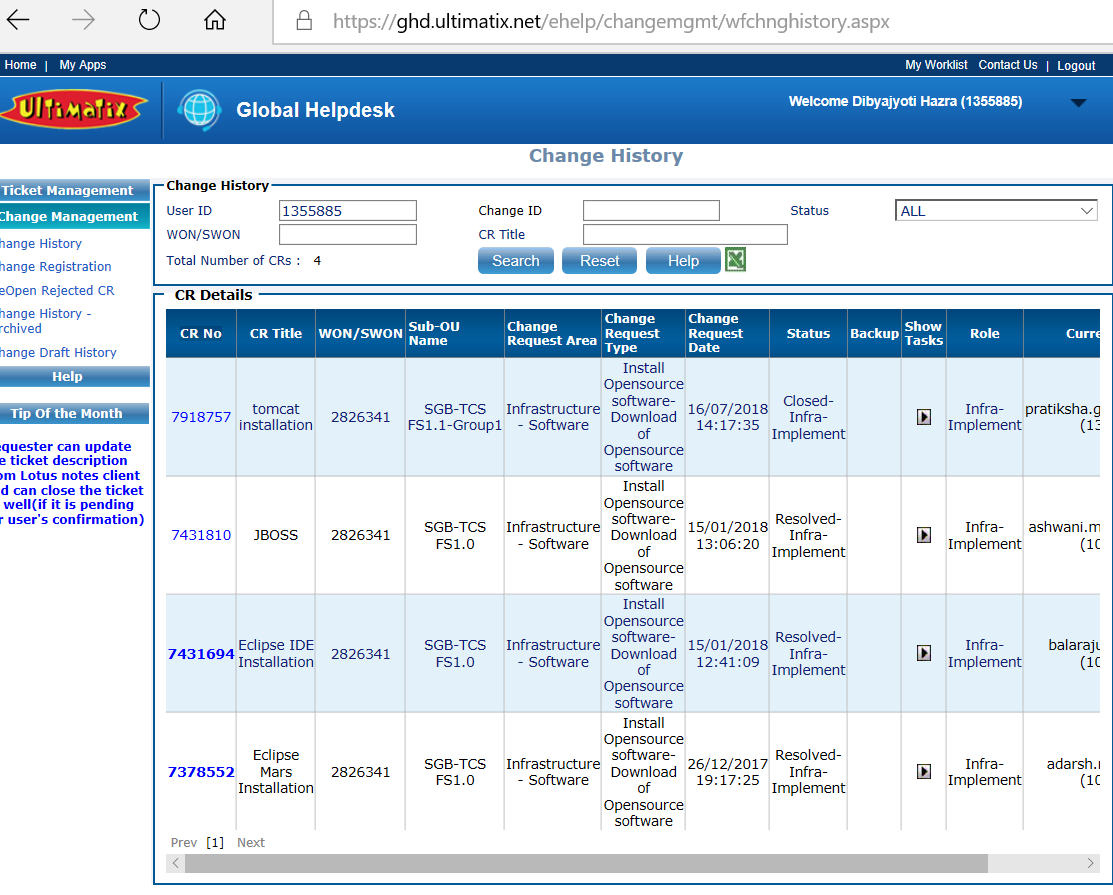 https://ghd.ultimatix.net/ehelp/changemgmt/wfchnghistory.aspx
Home | My Apps
My Worklist Contact Us | Logout
Ultimatix
Global Helpdesk
Welcome Dibyajyoti Hazra (1355885)
Change History
Ticket Management
Change Management
hange History
hange Registration
eOpen Rejected CR
hange History -
rchived
hange Draft History
Help
Tip Of the Month
equester can update
e ticket description
om Lotus notes client
d can close the ticket
well(if it is pending
r user's confirmation)
Change History
User ID 1355885 Change ID Status ALL
WON/SWON CR Title
Total Number of CRs : 4 Search Reset Help
CR Details
CR No CR Title WON/SWON Sub-OU Name Change Request Area Change Request Type Change Request Date Status Backup Show Tasks Role Curre
7918757 tomcat installation 2826341 SGB-TCS FS1.1-Group1 Infrastructure - Software Install Opensource software- Download of Opensource software 16/07/2018 14:17:35 Closed- Infra- Implement Infra- Implement pratiksha.g (13
7431810 JBOSS 2826341 SGB-TCS FS1.0 Infrastructure - Software Install Opensource software- Download of Opensource software 15/01/2018 13:06:20 Resolved- Infra- Implement Infra- Implement ashwani.m (10
7431694 Eclipse IDE Installation 2826341 SGB-TCS FS1.0 Infrastructure - Software Install Opensource software- Download of Opensource software 15/01/2018 12:41:09 Resolved- Infra- Implement Infra- Implement balaraju (10
7378552 Eclipse Mars Installation 2826341 SGB-TCS FS1.0 Infrastructure - Software Install Opensource software- Download of Opensource software 26/12/2017 19:17:25 Resolved- Infra- Implement Infra- Implement adarsh.r (10
Prev [1] Next